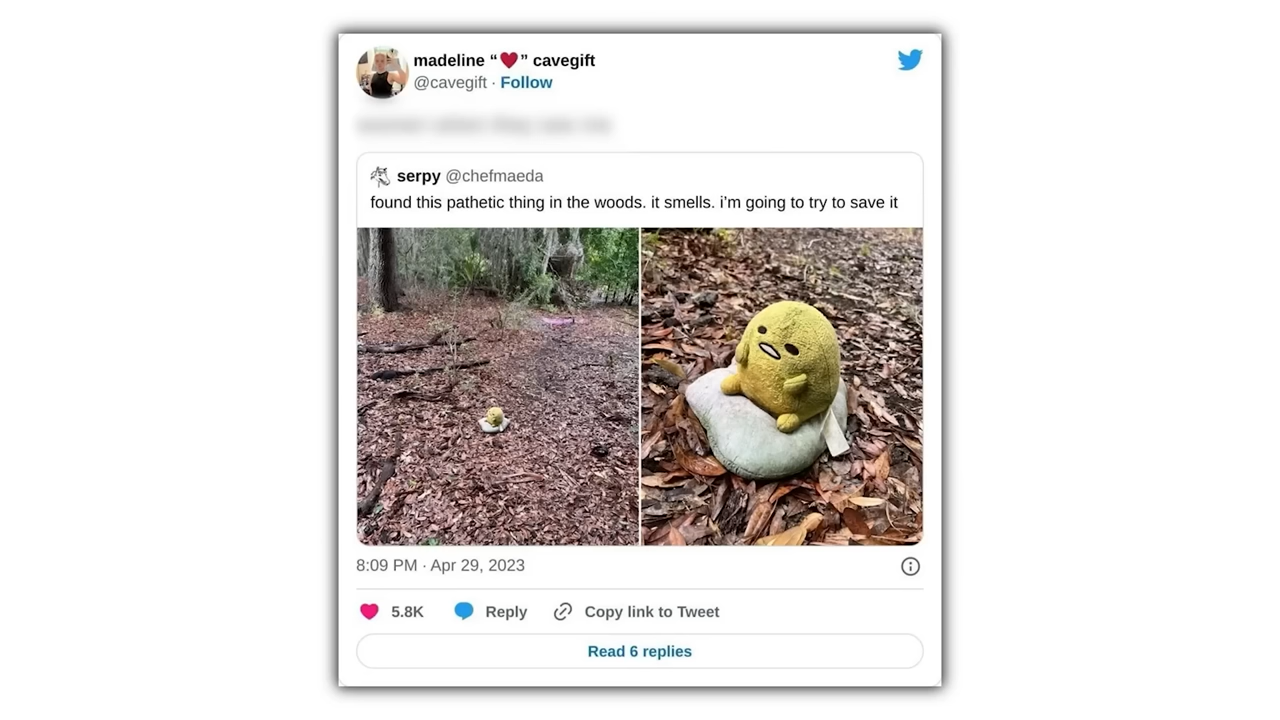 madeline “♥” cavegift
@cavegift · Follow
serpy @chefmaeda
found this pathetic thing in the woods. it smells. i’m going to try to save it
8:09 PM · Apr 29, 2023
5.8K Reply Copy link to Tweet
Read 6 replies